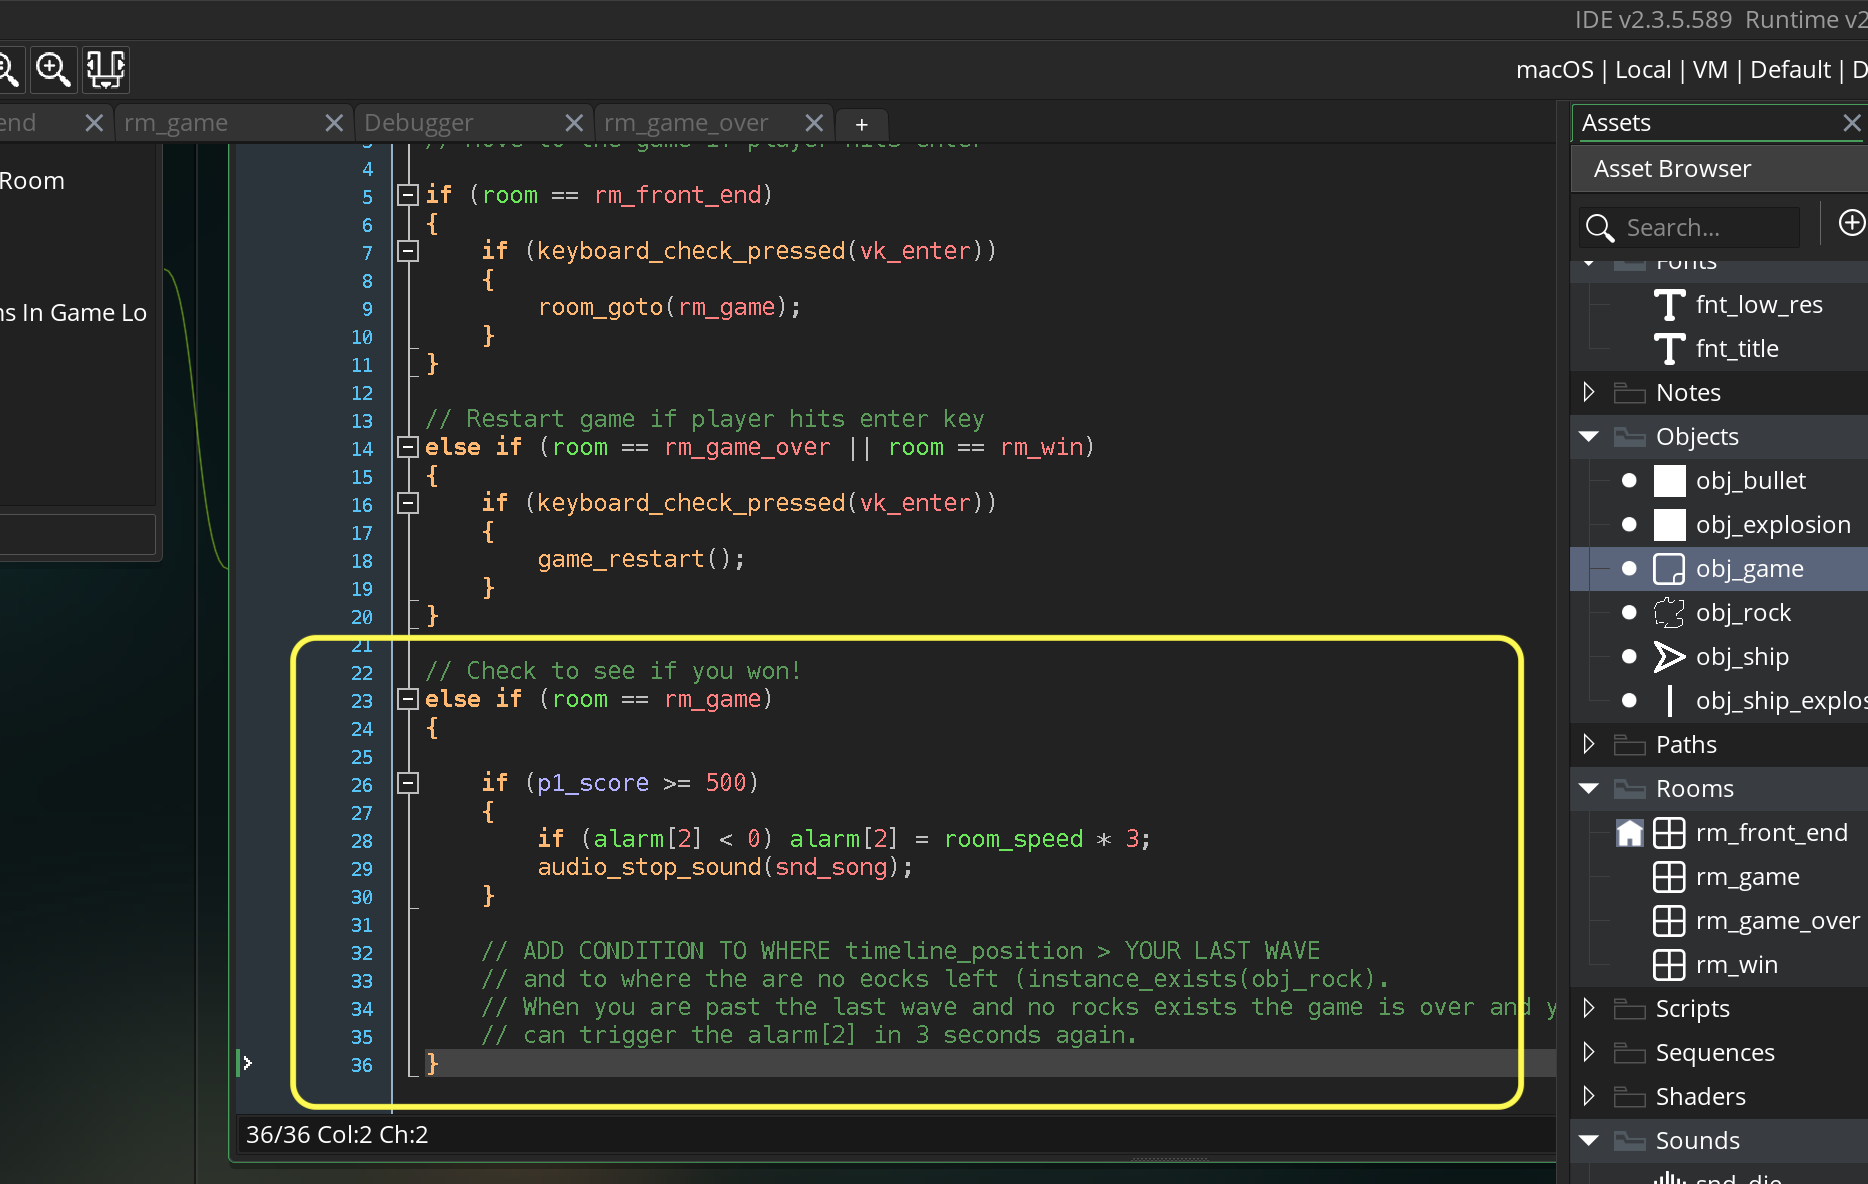 IDE v2.3.5.589 Runtime v2
macOS | Local | VM | Default | D
end
rm_game
Debugger
rm_game_over
+
Room
ns In Game Lo
3 // Move to the game if player hits enter
4
5 if (room == rm_front_end)
6 {
7 if (keyboard_check_pressed(vk_enter))
8 {
9 room_goto(rm_game);
10 }
11 }
12
13 // Restart game if player hits enter key
14 else if (room == rm_game_over || room == rm_win)
15 {
16 if (keyboard_check_pressed(vk_enter))
17 {
18 game_restart();
19 }
20 }
21
22 // Check to see if you won!
23 else if (room == rm_game)
24 {
25
26 if (p1_score >= 500)
27 {
28 if (alarm[2] < 0) alarm[2] = room_speed * 3;
29 audio_stop_sound(snd_song);
30 }
31
32 // ADD CONDITION TO WHERE timeline_position > YOUR LAST WAVE
33 // and to where the are no eocks left (instance_exists(obj_rock).
34 // When you are past the last wave and no rocks exists the game is over and y
35 // can trigger the alarm[2] in 3 seconds again.
36 }
36/36 Col:2 Ch:2
Assets
Asset Browser
Search...
Fonts
fnt_low_res
fnt_title
Notes
Objects
obj_bullet
obj_explosion
obj_game
obj_rock
obj_ship
obj_ship_explos
Paths
Rooms
rm_front_end
rm_game
rm_game_over
rm_win
Scripts
Sequences
Shaders
Sounds
snd_die